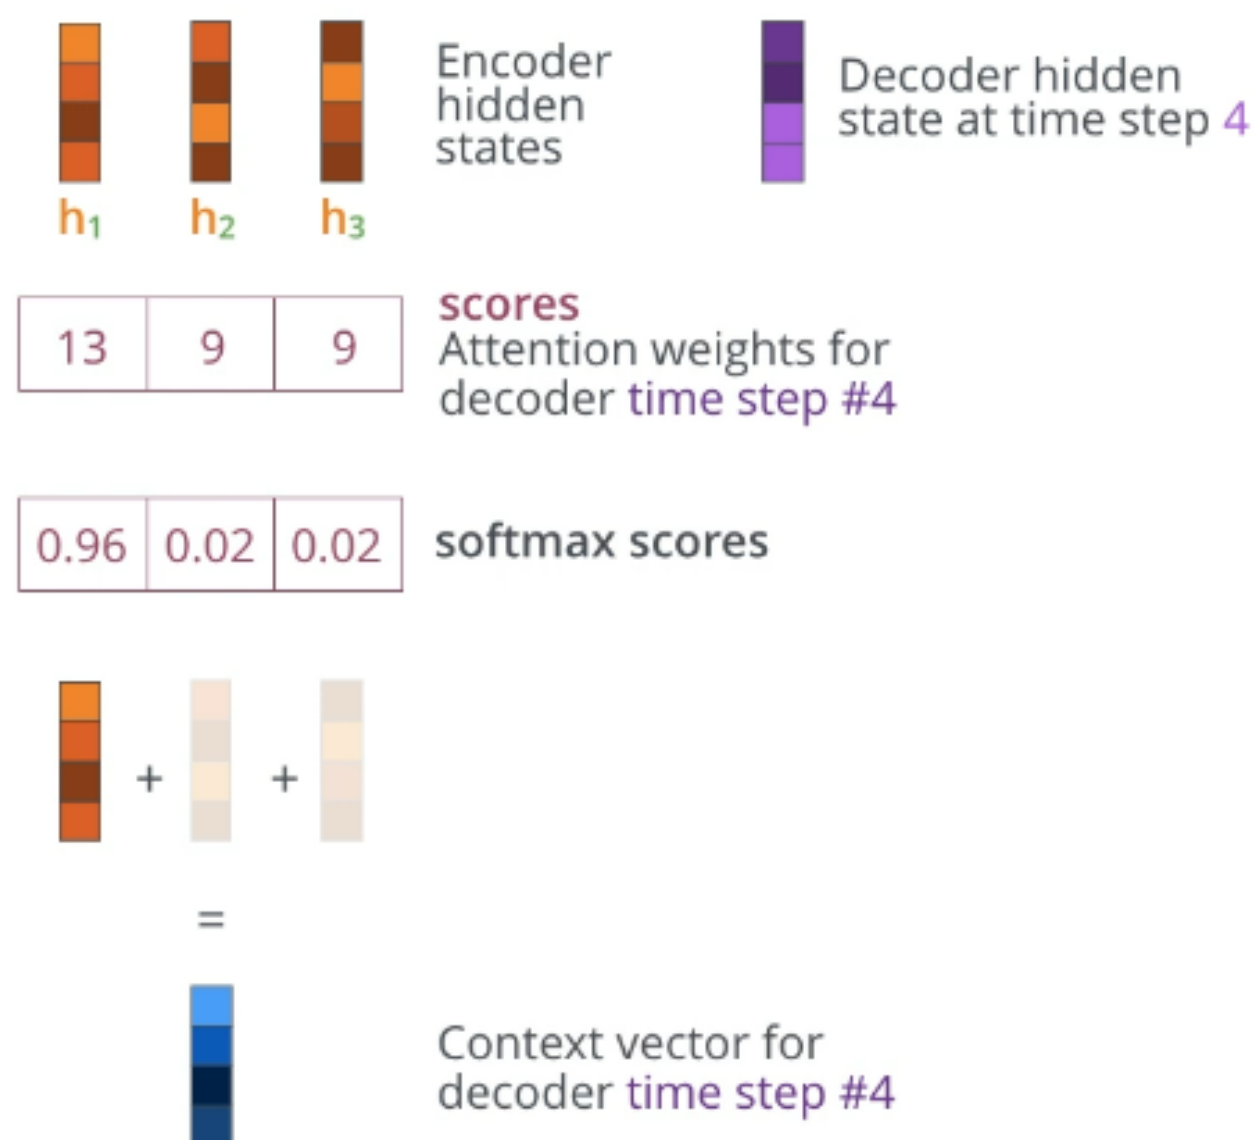 Encoder
hidden
states
Decoder hidden
state at time step 4
h₁ h₂ h₃
13 9 9
scores
Attention weights for
decoder time step #4
0.96 0.02 0.02
softmax scores
+ +
=
Context vector for
decoder time step #4